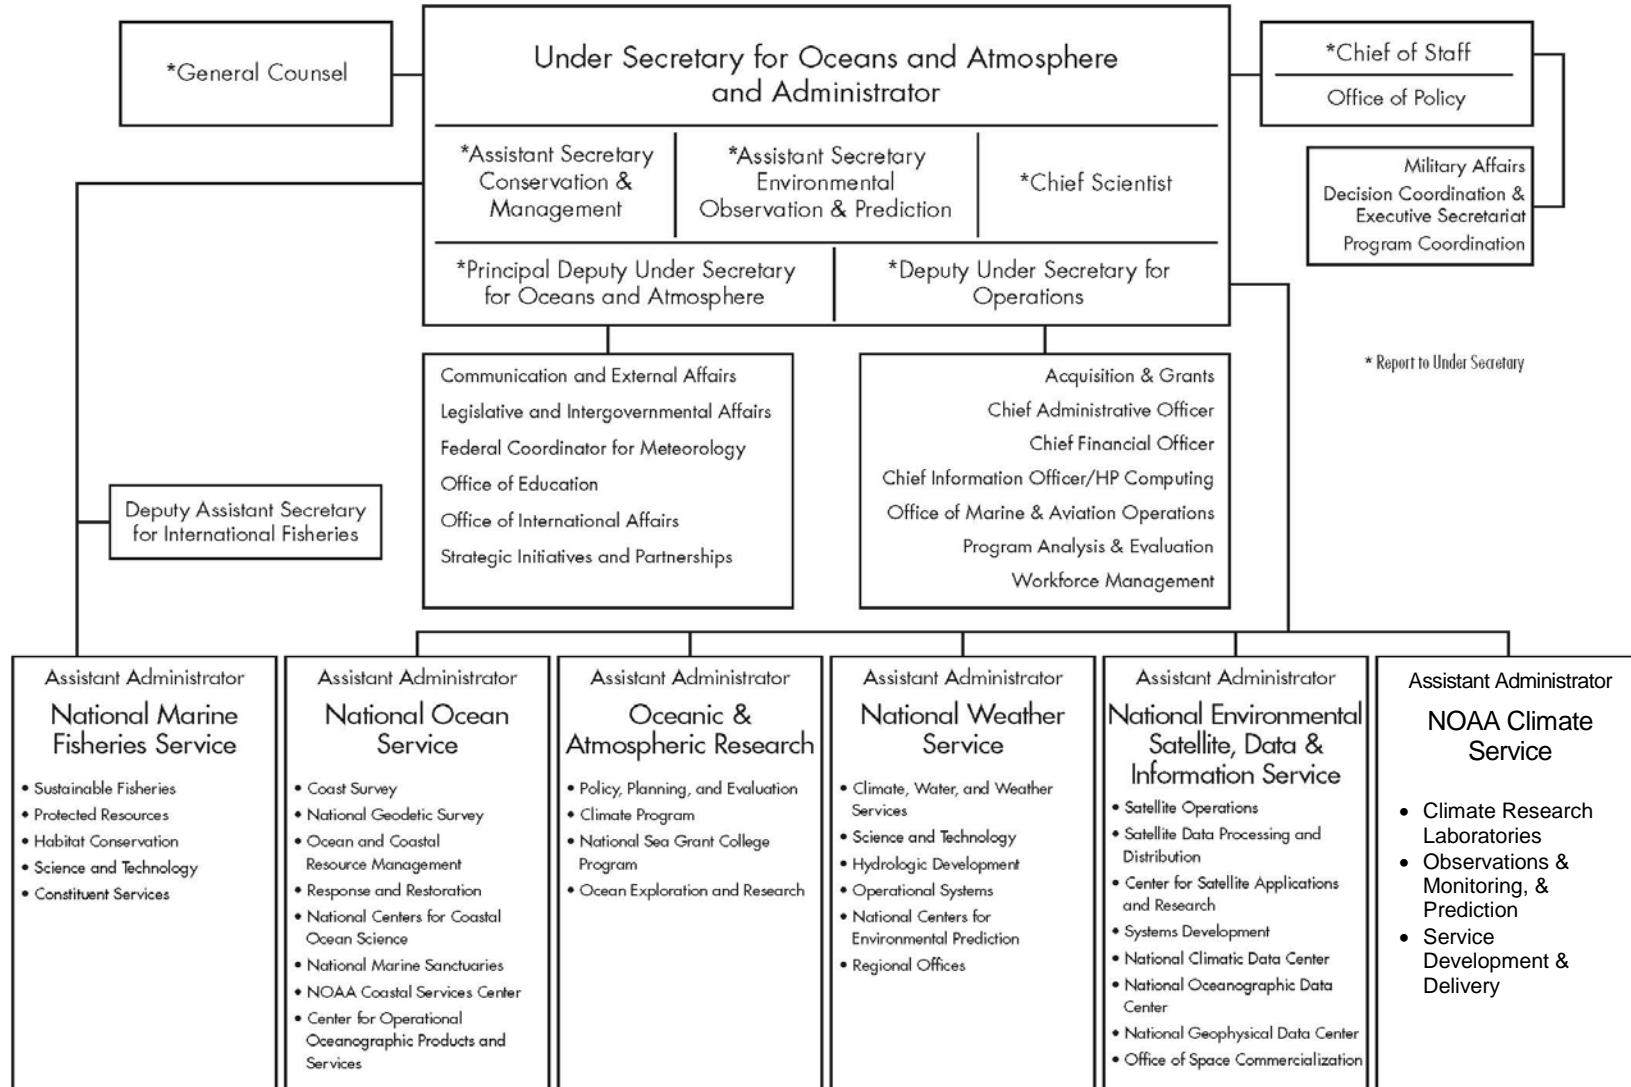 *General Counsel
Under Secretary for Oceans and Atmosphere
and Administrator
*Chief of Staff
Office of Policy
*Assistant Secretary
Conservation &
Management
*Assistant Secretary
Environmental
Observation & Prediction
*Chief Scientist
Military Affairs
Decision Coordination &
Executive Secretariat
Program Coordination
*Principal Deputy Under Secretary
for Oceans and Atmosphere
*Deputy Under Secretary for
Operations
* Report to Under Secretary
Communication and External Affairs
Legislative and Intergovernmental Affairs
Federal Coordinator for Meteorology
Office of Education
Office of International Affairs
Strategic Initiatives and Partnerships
Acquisition & Grants
Chief Administrative Officer
Chief Financial Officer
Chief Information Officer/HP Computing
Office of Marine & Aviation Operations
Program Analysis & Evaluation
Workforce Management
Deputy Assistant Secretary
for International Fisheries
Assistant Administrator
National Marine
Fisheries Service
• Sustainable Fisheries
• Protected Resources
• Habitat Conservation
• Science and Technology
• Constituent Services
Assistant Administrator
National Ocean
Service
• Coast Survey
• National Geodetic Survey
• Ocean and Coastal
Resource Management
• Response and Restoration
• National Centers for Coastal
Ocean Science
• National Marine Sanctuaries
• NOAA Coastal Services Center
• Center for Operational
Oceanographic Products and
Services
Assistant Administrator
Oceanic &
Atmospheric Research
• Policy, Planning, and Evaluation
• Climate Program
• National Sea Grant College
Program
• Ocean Exploration and Research
Assistant Administrator
National Weather
Service
• Climate, Water, and Weather
Services
• Science and Technology
• Hydrologic Development
• Operational Systems
• National Centers for
Environmental Prediction
• Regional Offices
Assistant Administrator
National Environmental
Satellite, Data &
Information Service
• Satellite Operations
• Satellite Data Processing and
Distribution
• Center for Satellite Applications
and Research
• Systems Development
• National Climatic Data Center
• National Oceanographic Data
Center
• National Geophysical Data Center
• Office of Space Commercialization
Assistant Administrator
NOAA Climate
Service
• Climate Research
Laboratories
• Observations &
Monitoring, &
Prediction
• Service
Development &
Delivery